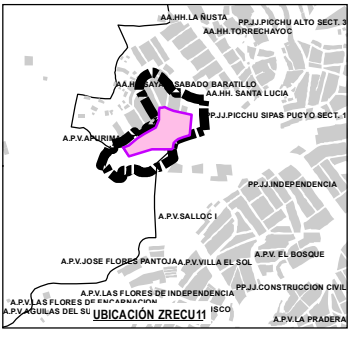 AA.HH.LA ÑUSTA
PP.JJ.PICCHU ALTO SECT. 3
AA.HH.TORRECHAYOC
SABADO BARATILLO
AA.HH. SANTA LUCIA
PP.JJ.PICCHU SIPAS PUCYO SECT. 1
A.P.V.APURIMA
PP.JJ.INDEPENDENCIA
A.P.V.SALLOC I
A.P.V. EL BOSQUE
A.P.V.JOSE FLORES PANTOJA
A.P.V.VILLA EL SOL
PP.JJ.CONSTRUCCION CIVIL
A.P.V.LAS FLORES DE INDEPENDENCIA
A.P.V.LAS FLORES DE ENCARNACION
A.P.V.AGUILAS DEL SU
ISCO
UBICACIÓN ZRECU11
A.P.V.LA PRADERA